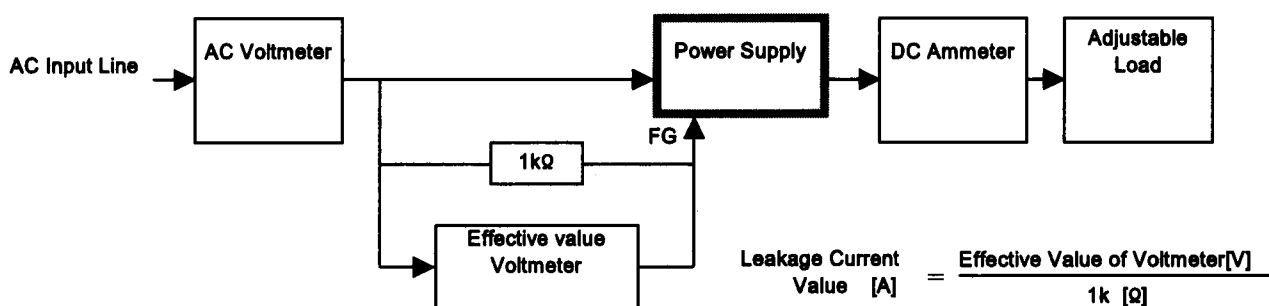 AC Input Line
AC Voltmeter
Power Supply
DC Ammeter
Adjustable
Load
FG
1kΩ
Effective value
Voltmeter
Leakage Current
Value [A]
=
Effective Value of Voltmeter[V]
1k [Ω]